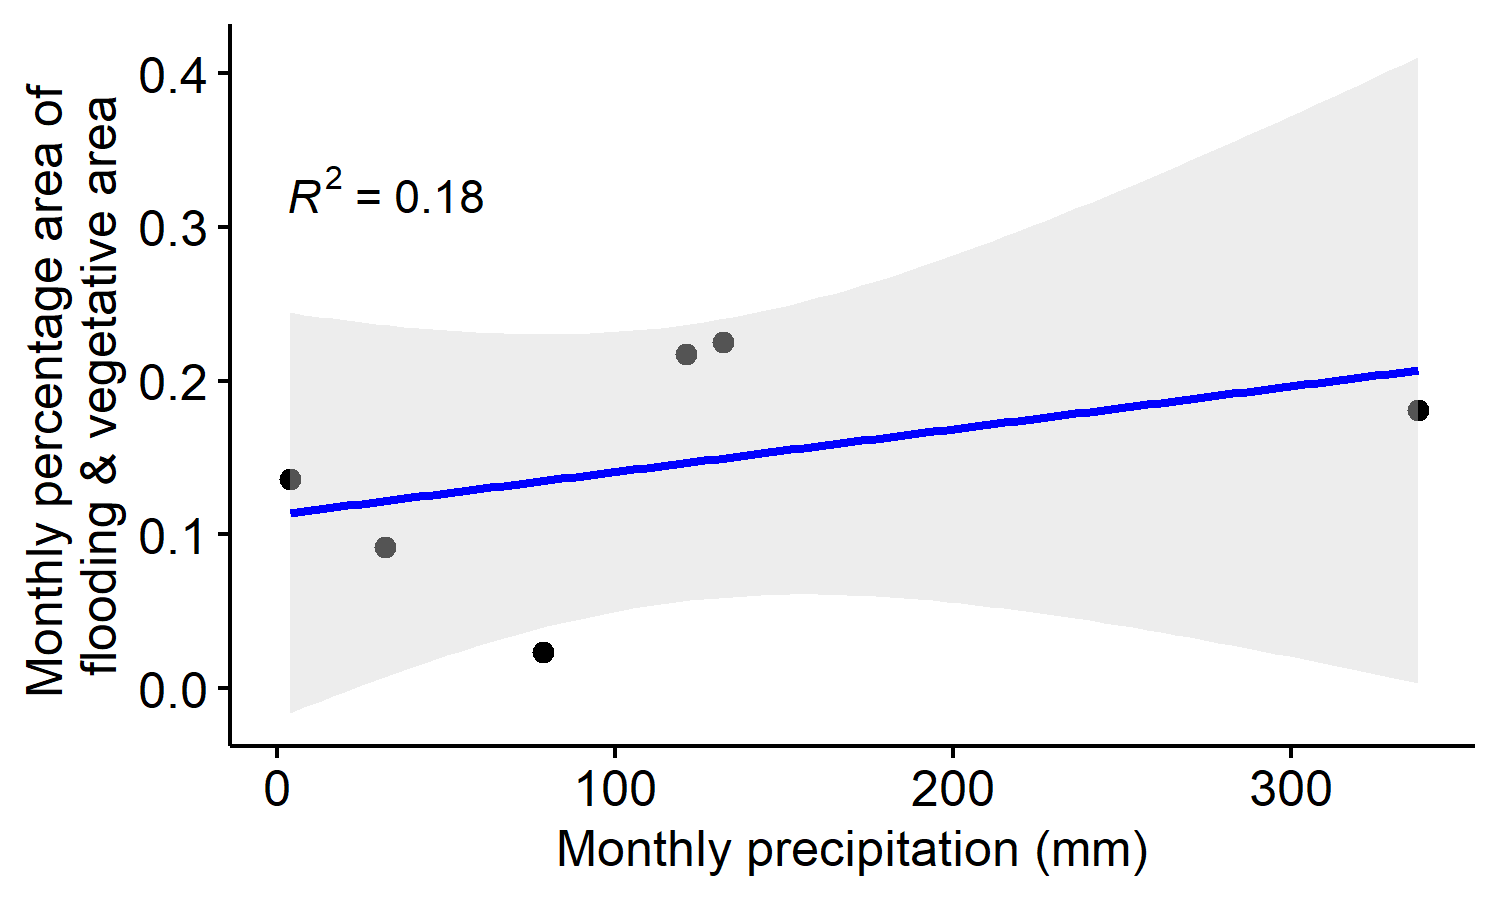 Monthly percentage area of
flooding & vegetative area
0.4
0.3
0.2
0.1
0.0
R² = 0.18
0 100 200 300
Monthly precipitation (mm)